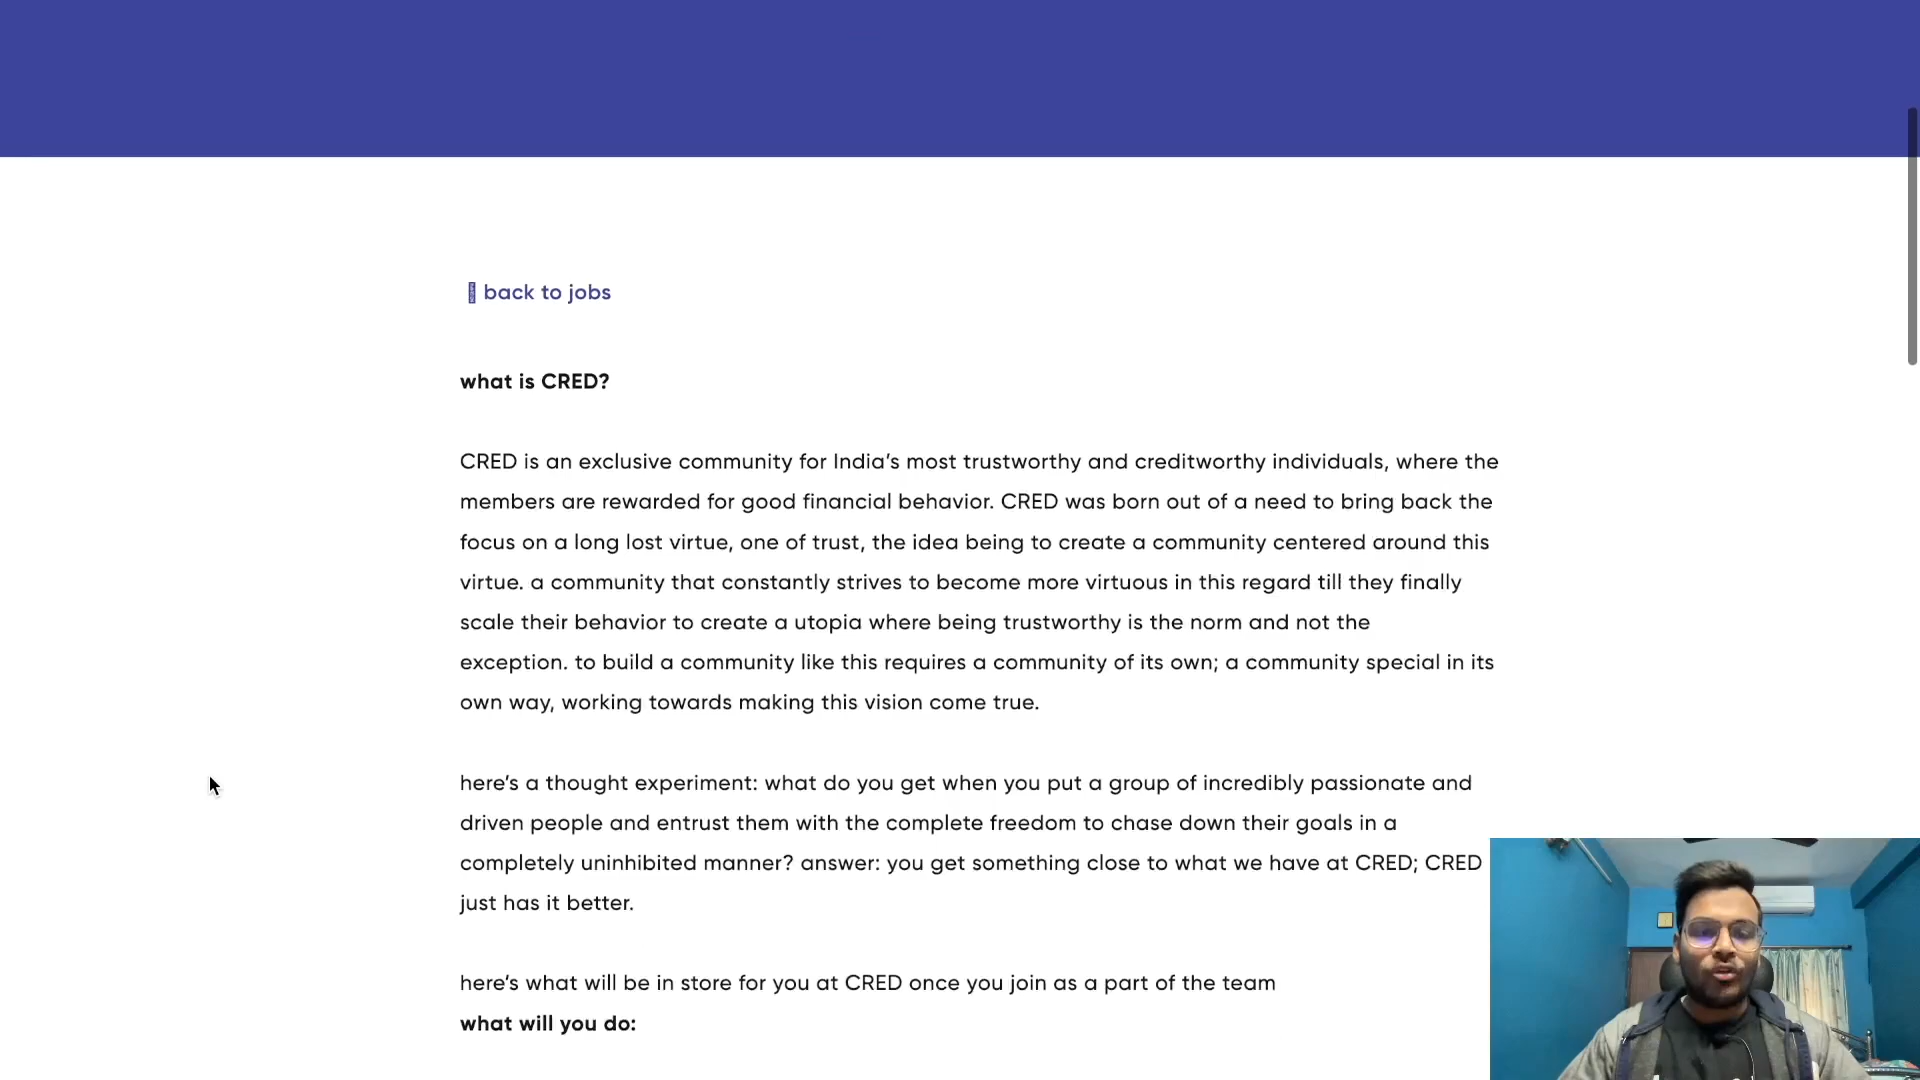 back to jobs
what is CRED?
CRED is an exclusive community for India’s most trustworthy and creditworthy individuals, where the
members are rewarded for good financial behavior. CRED was born out of a need to bring back the
focus on a long lost virtue, one of trust, the idea being to create a community centered around this
virtue. a community that constantly strives to become more virtuous in this regard till they finally
scale their behavior to create a utopia where being trustworthy is the norm and not the
exception. to build a community like this requires a community of its own; a community special in its
own way, working towards making this vision come true.
here’s a thought experiment: what do you get when you put a group of incredibly passionate and
driven people and entrust them with the complete freedom to chase down their goals in a
completely uninhibited manner? answer: you get something close to what we have at CRED; CRED
just has it better.
here’s what will be in store for you at CRED once you join as a part of the team
what will you do: